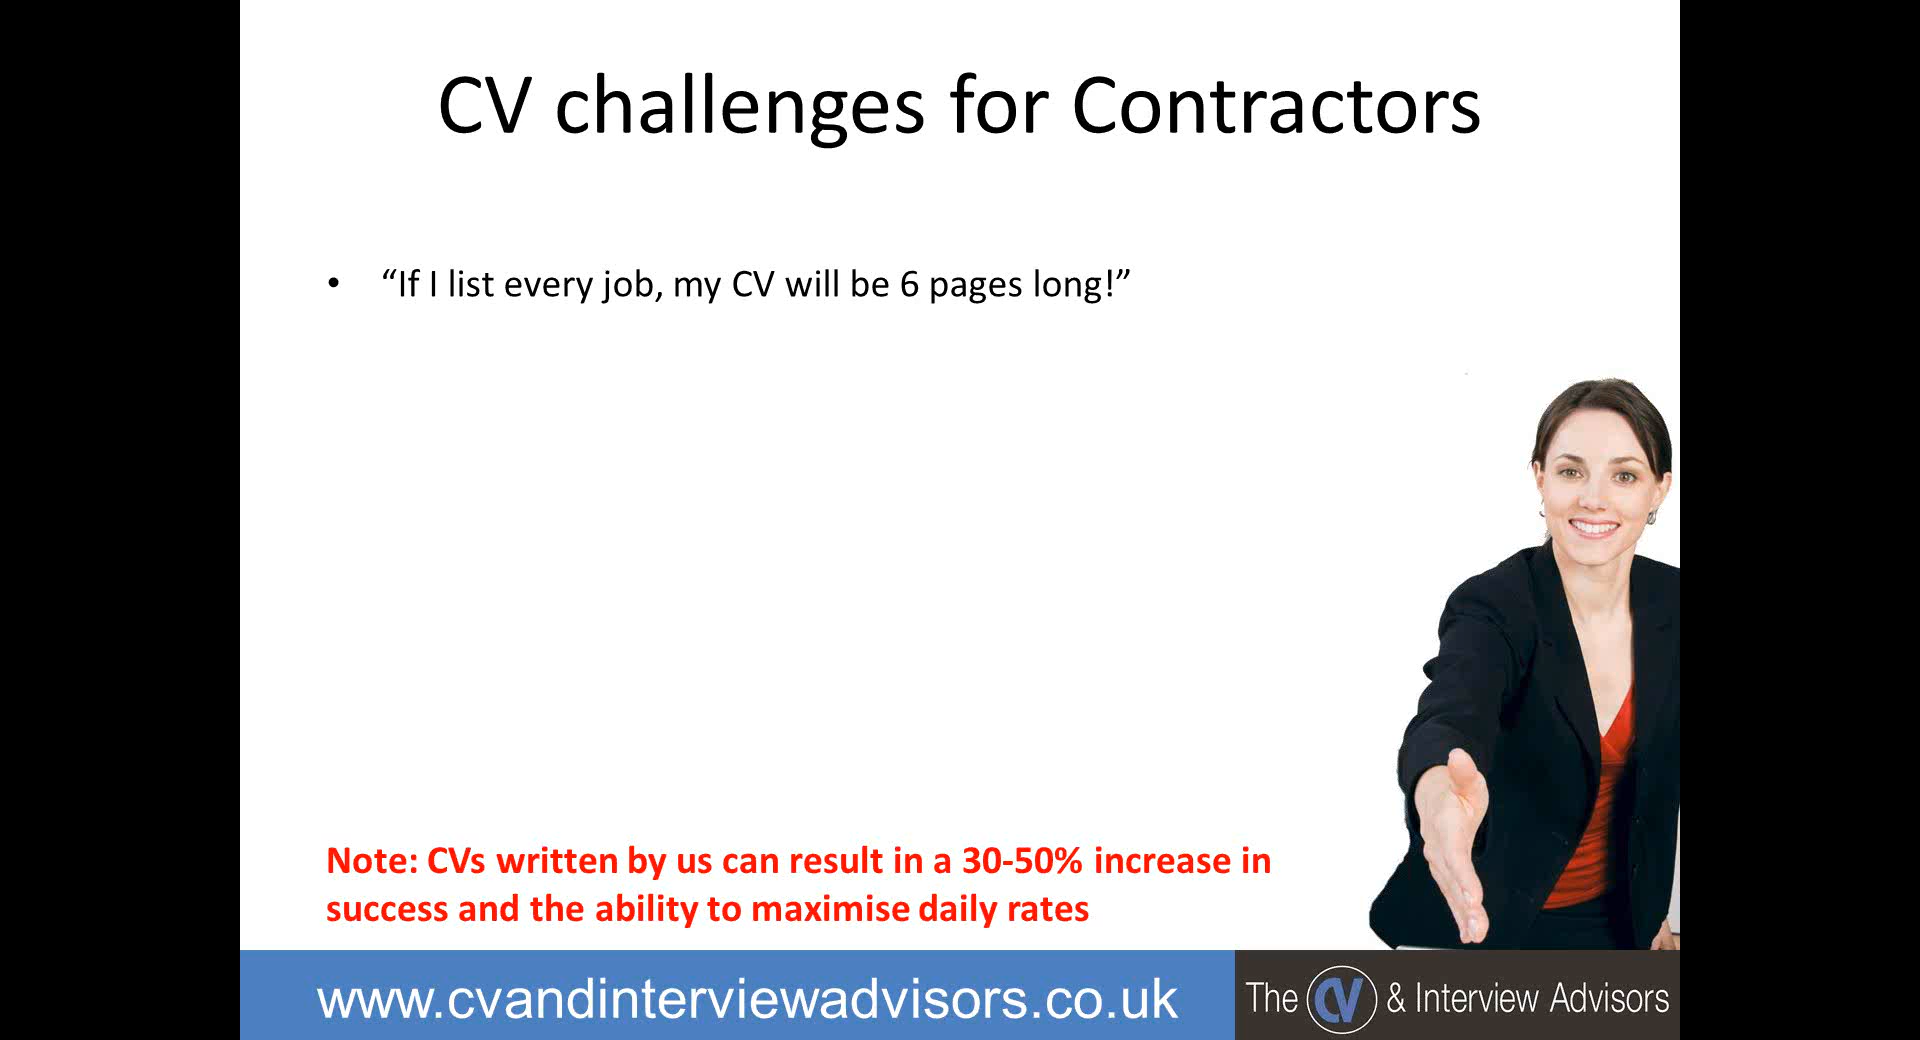 CV challenges for Contractors
• “If I list every job, my CV will be 6 pages long!”
Note: CVs written by us can result in a 30-50% increase in
success and the ability to maximise daily rates
www.cvandinterviewadvisors.co.uk
The CV & Interview Advisors